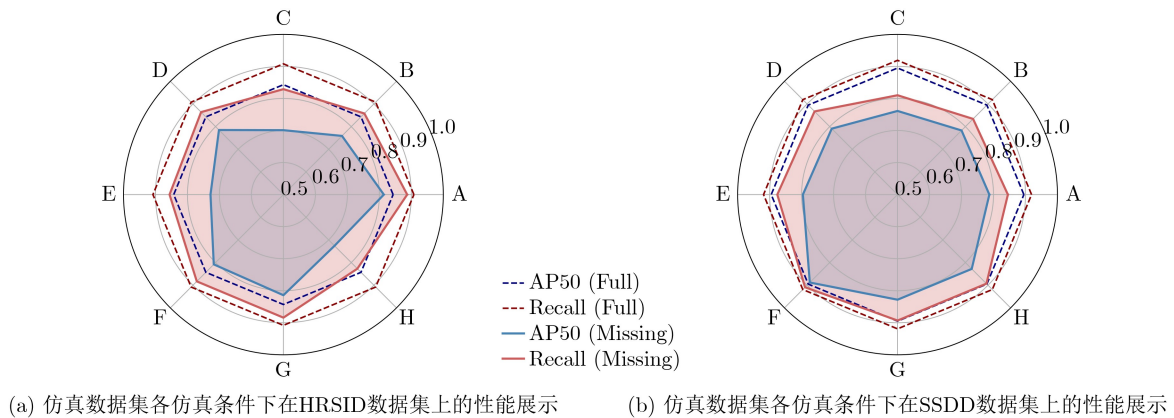 C
D
B
E
A
F
H
G
0.5
0.6
0.7
0.8
0.9
1.0
AP50 (Full)
Recall (Full)
AP50 (Missing)
Recall (Missing)
C
D
B
E
A
F
H
G
0.5
0.6
0.7
0.8
0.9
1.0
(a) 仿真数据集各仿真条件下在HRSID数据集上的性能展示
(b) 仿真数据集各仿真条件下在SSDD数据集上的性能展示